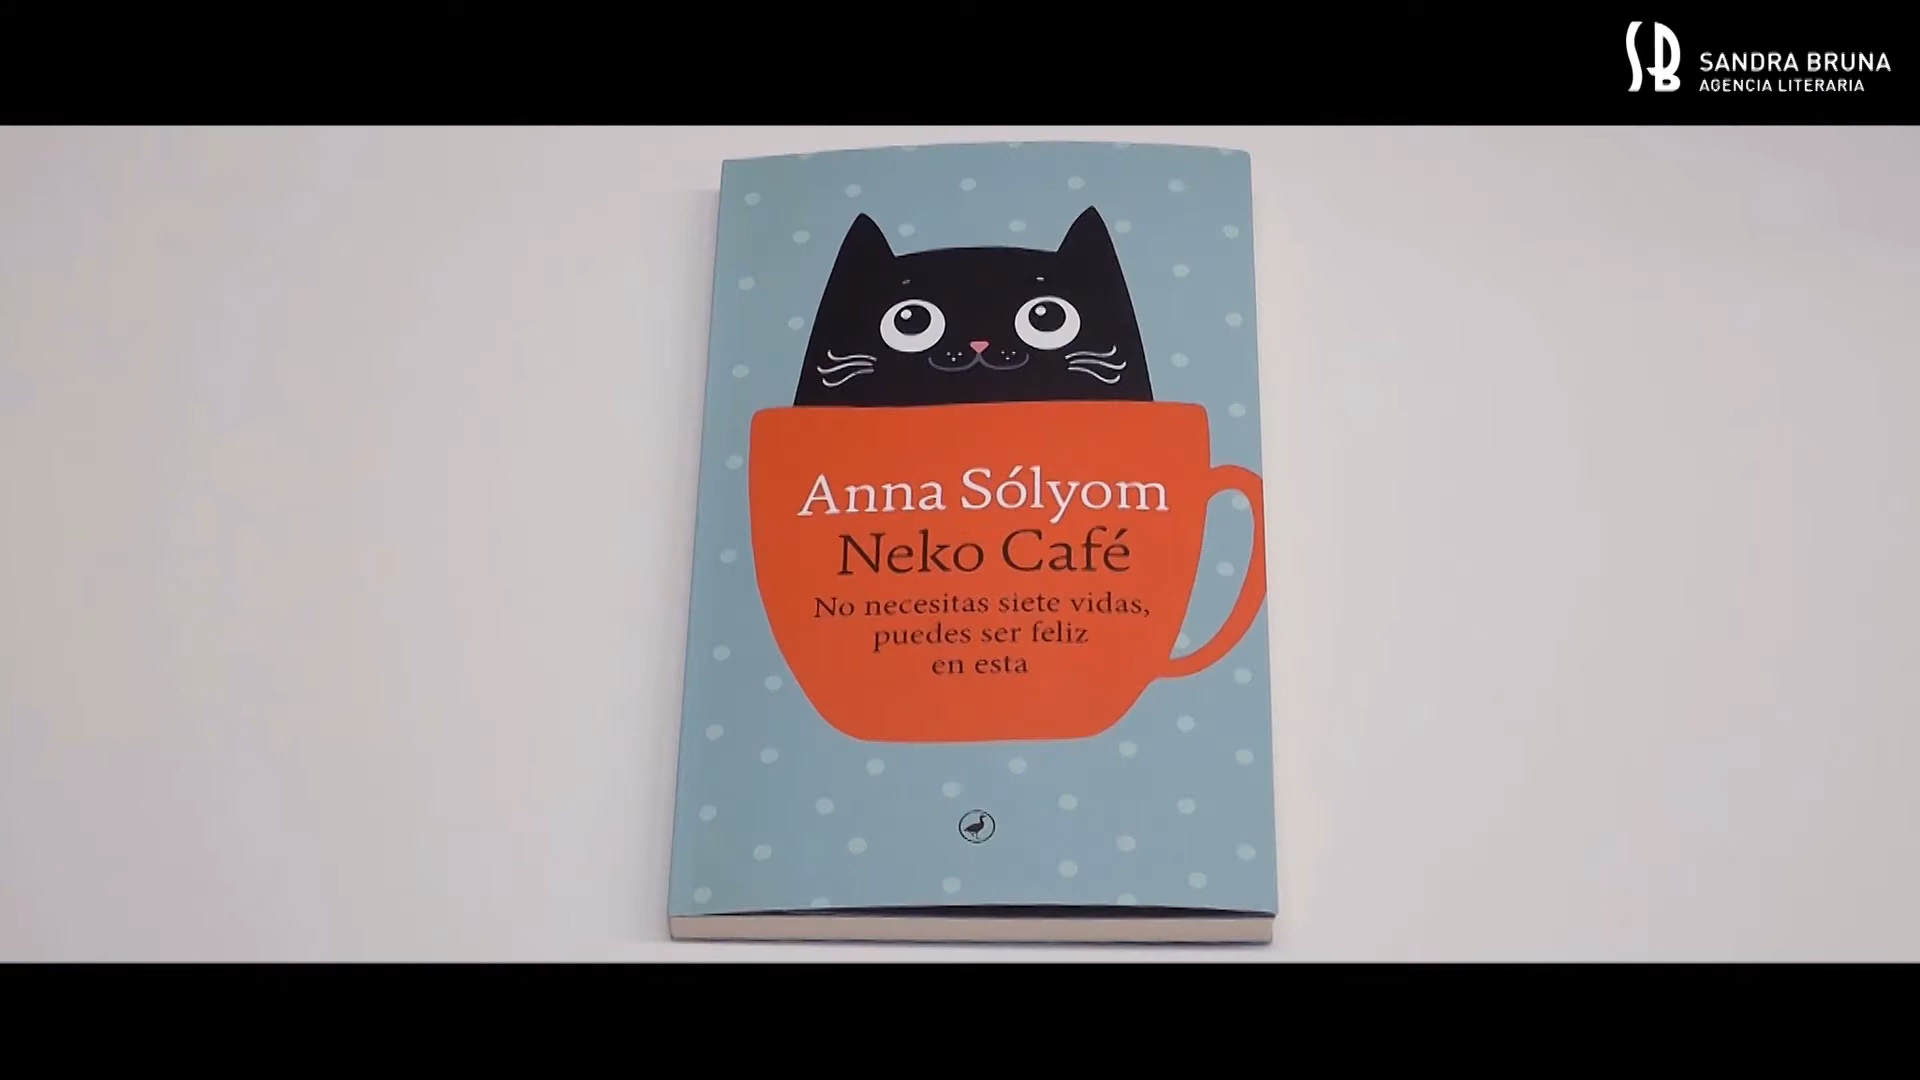 SANDRA BRUNA
AGENCIA LITERARIA
Anna Sólyom
Neko Café
No necesitas siete vidas,
puedes ser feliz
en esta